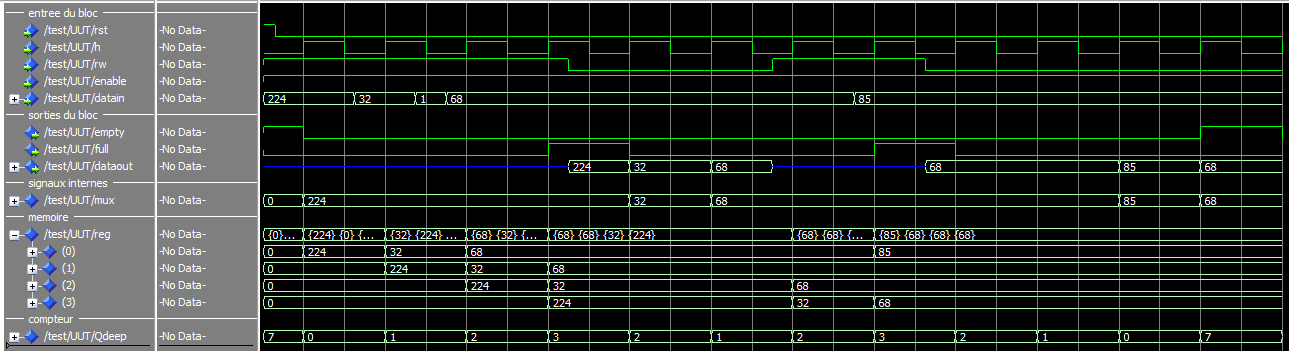 entree du bloc
/test/UUT/rst -No Data-
/test/UUT/h -No Data-
/test/UUT/rw -No Data-
/test/UUT/enable -No Data-
/test/UUT/datain -No Data- 224 32 1 68 85
sorties du bloc
/test/UUT/empty -No Data-
/test/UUT/full -No Data-
/test/UUT/dataout -No Data- 224 32 68 68 85 68
signaux internes
/test/UUT/mux -No Data- 0 224 32 68 85 68
memoire
/test/UUT/reg -No Data- {0}... {224} {0} {... {32} {224} ... {68} {32} {... {68} {68} {32} {224} {68} {68} {... {85} {68} {68} {68}
(0) -No Data- 0 224 32 68 85
(1) -No Data- 0 224 32 68
(2) -No Data- 0 224 32 68
(3) -No Data- 0 224 32 68
compteur
/test/UUT/Qdeep -No Data- 7 0 1 2 3 2 1 2 3 2 1 0 7